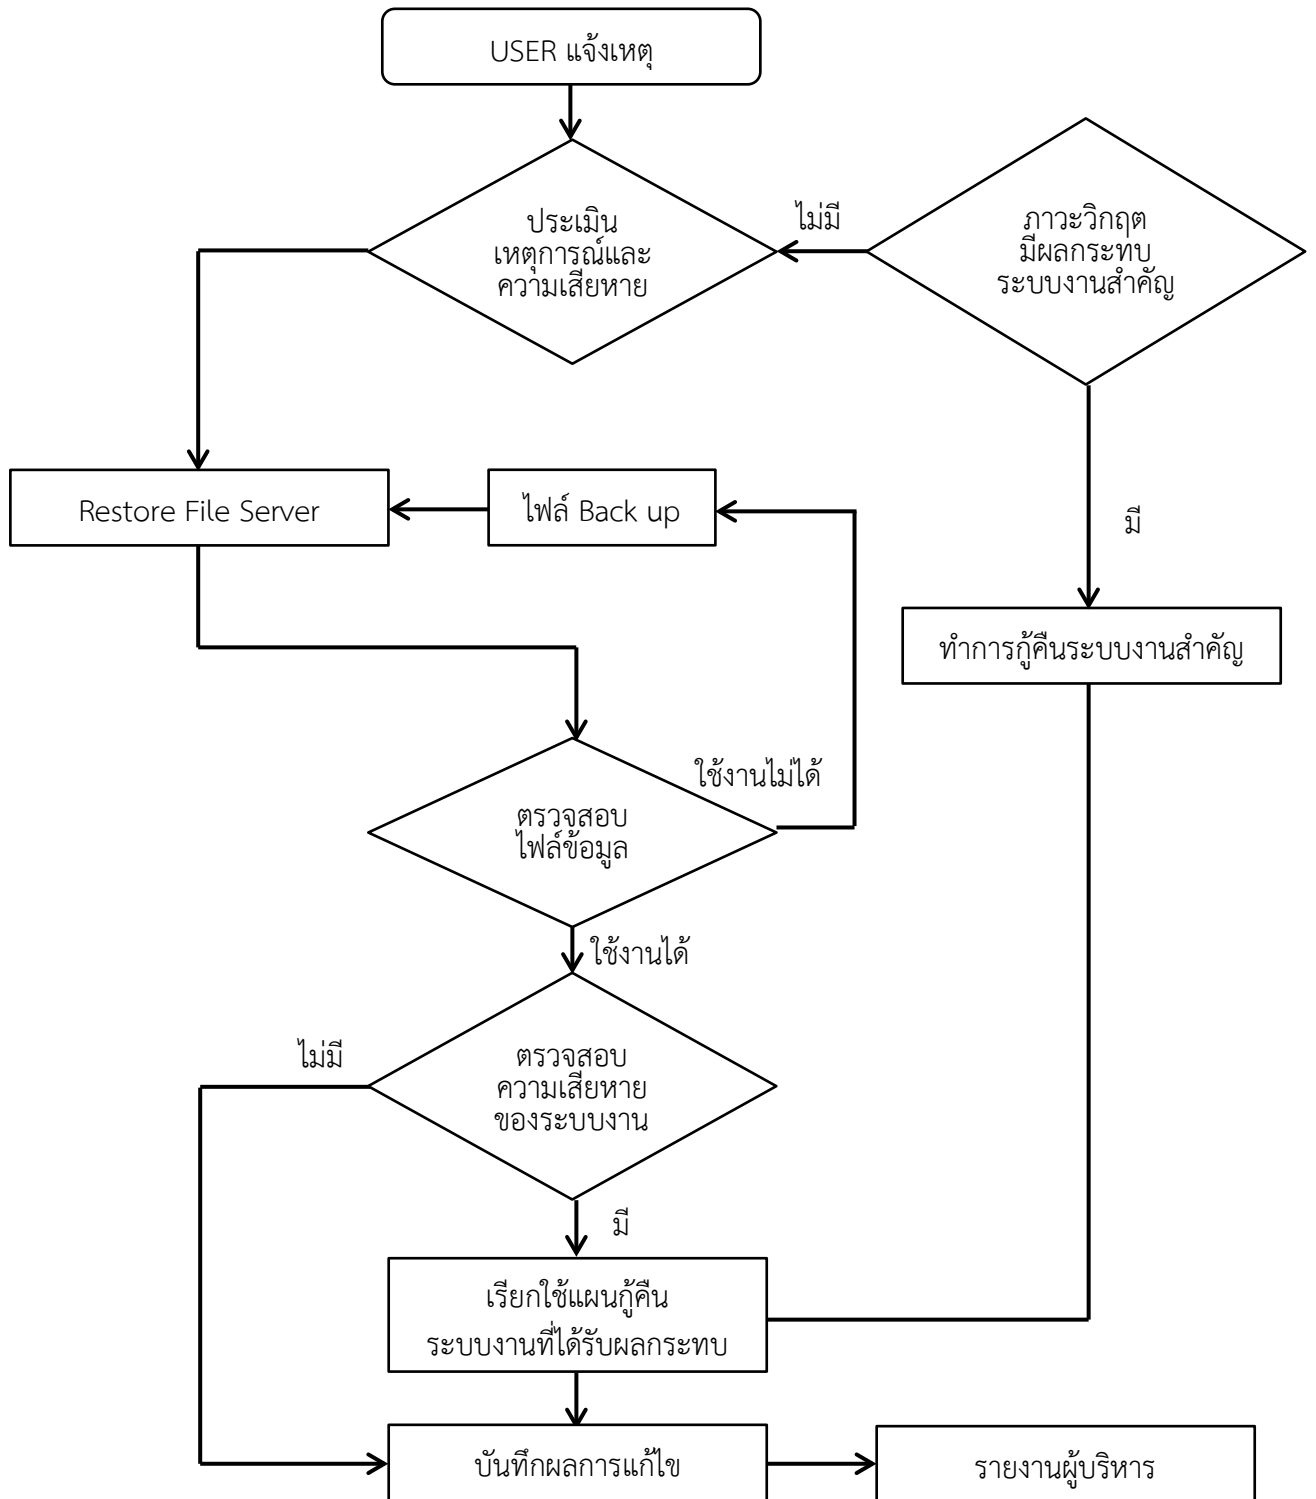 USER แจ้งเหตุ
ประเมิน
เหตุการณ์และ
ความเสียหาย
ไม่มี
ภาวะวิกฤต
มีผลกระทบ
ระบบงานสำคัญ
Restore File Server
ไฟล์ Back up
มี
ทำการกู้คืนระบบงานสำคัญ
ใช้งานไม่ได้
ตรวจสอบ
ไฟล์ข้อมูล
ใช้งานได้
ไม่มี
ตรวจสอบ
ความเสียหาย
ของระบบงาน
มี
เรียกใช้แผนกู้คืน
ระบบงานที่ได้รับผลกระทบ
บันทึกผลการแก้ไข
รายงานผู้บริหาร